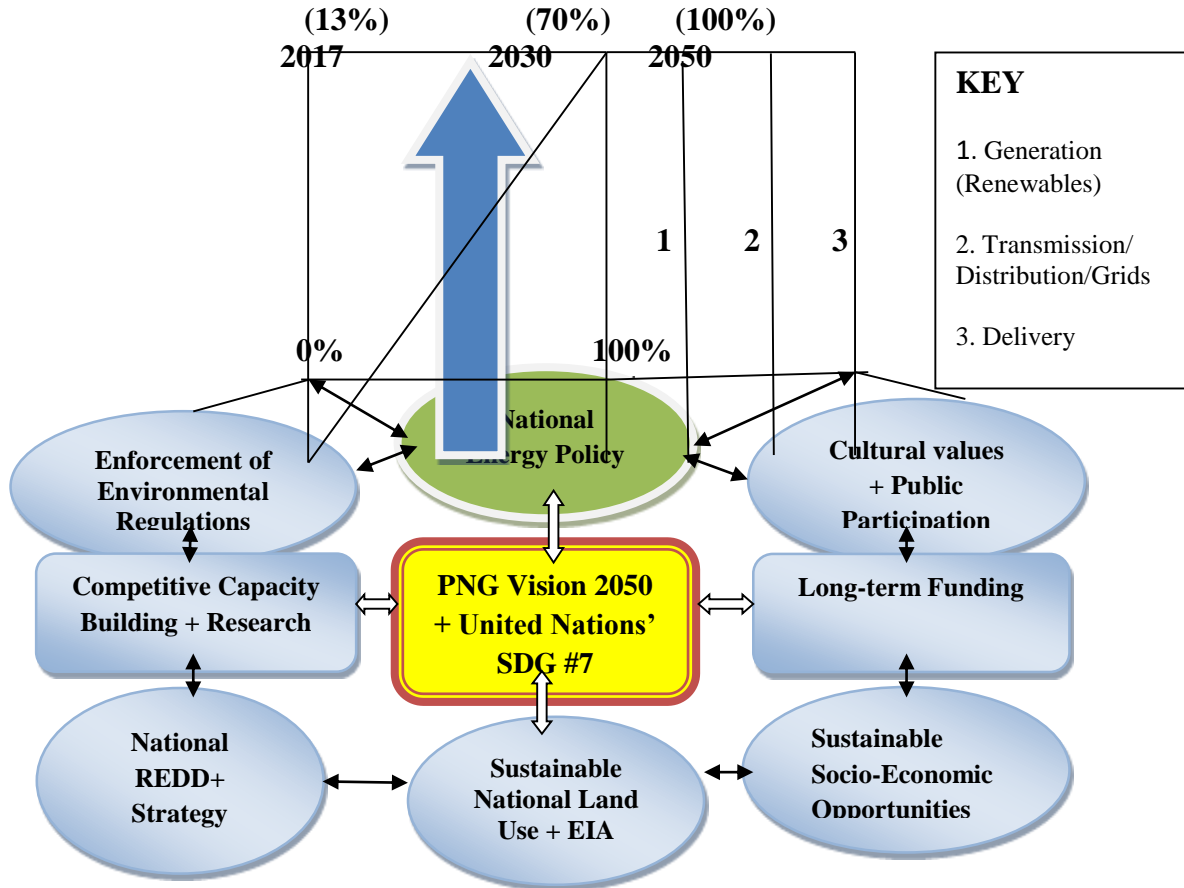 (13%) (70%) (100%)
2017 2030 2050
KEY
1. Generation
(Renewables)
2. Transmission/
Distribution/Grids
3. Delivery
1 2 3
0% 100%
National
Energy Policy
Enforcement of
Environmental
Regulations
Cultural values
+ Public
Participation
Competitive Capacity
Building + Research
PNG Vision 2050
+ United Nations’
SDG #7
Long-term Funding
National
REDD+
Strategy
Sustainable
National Land
Use + EIA
Sustainable
Socio-Economic
Opportunities